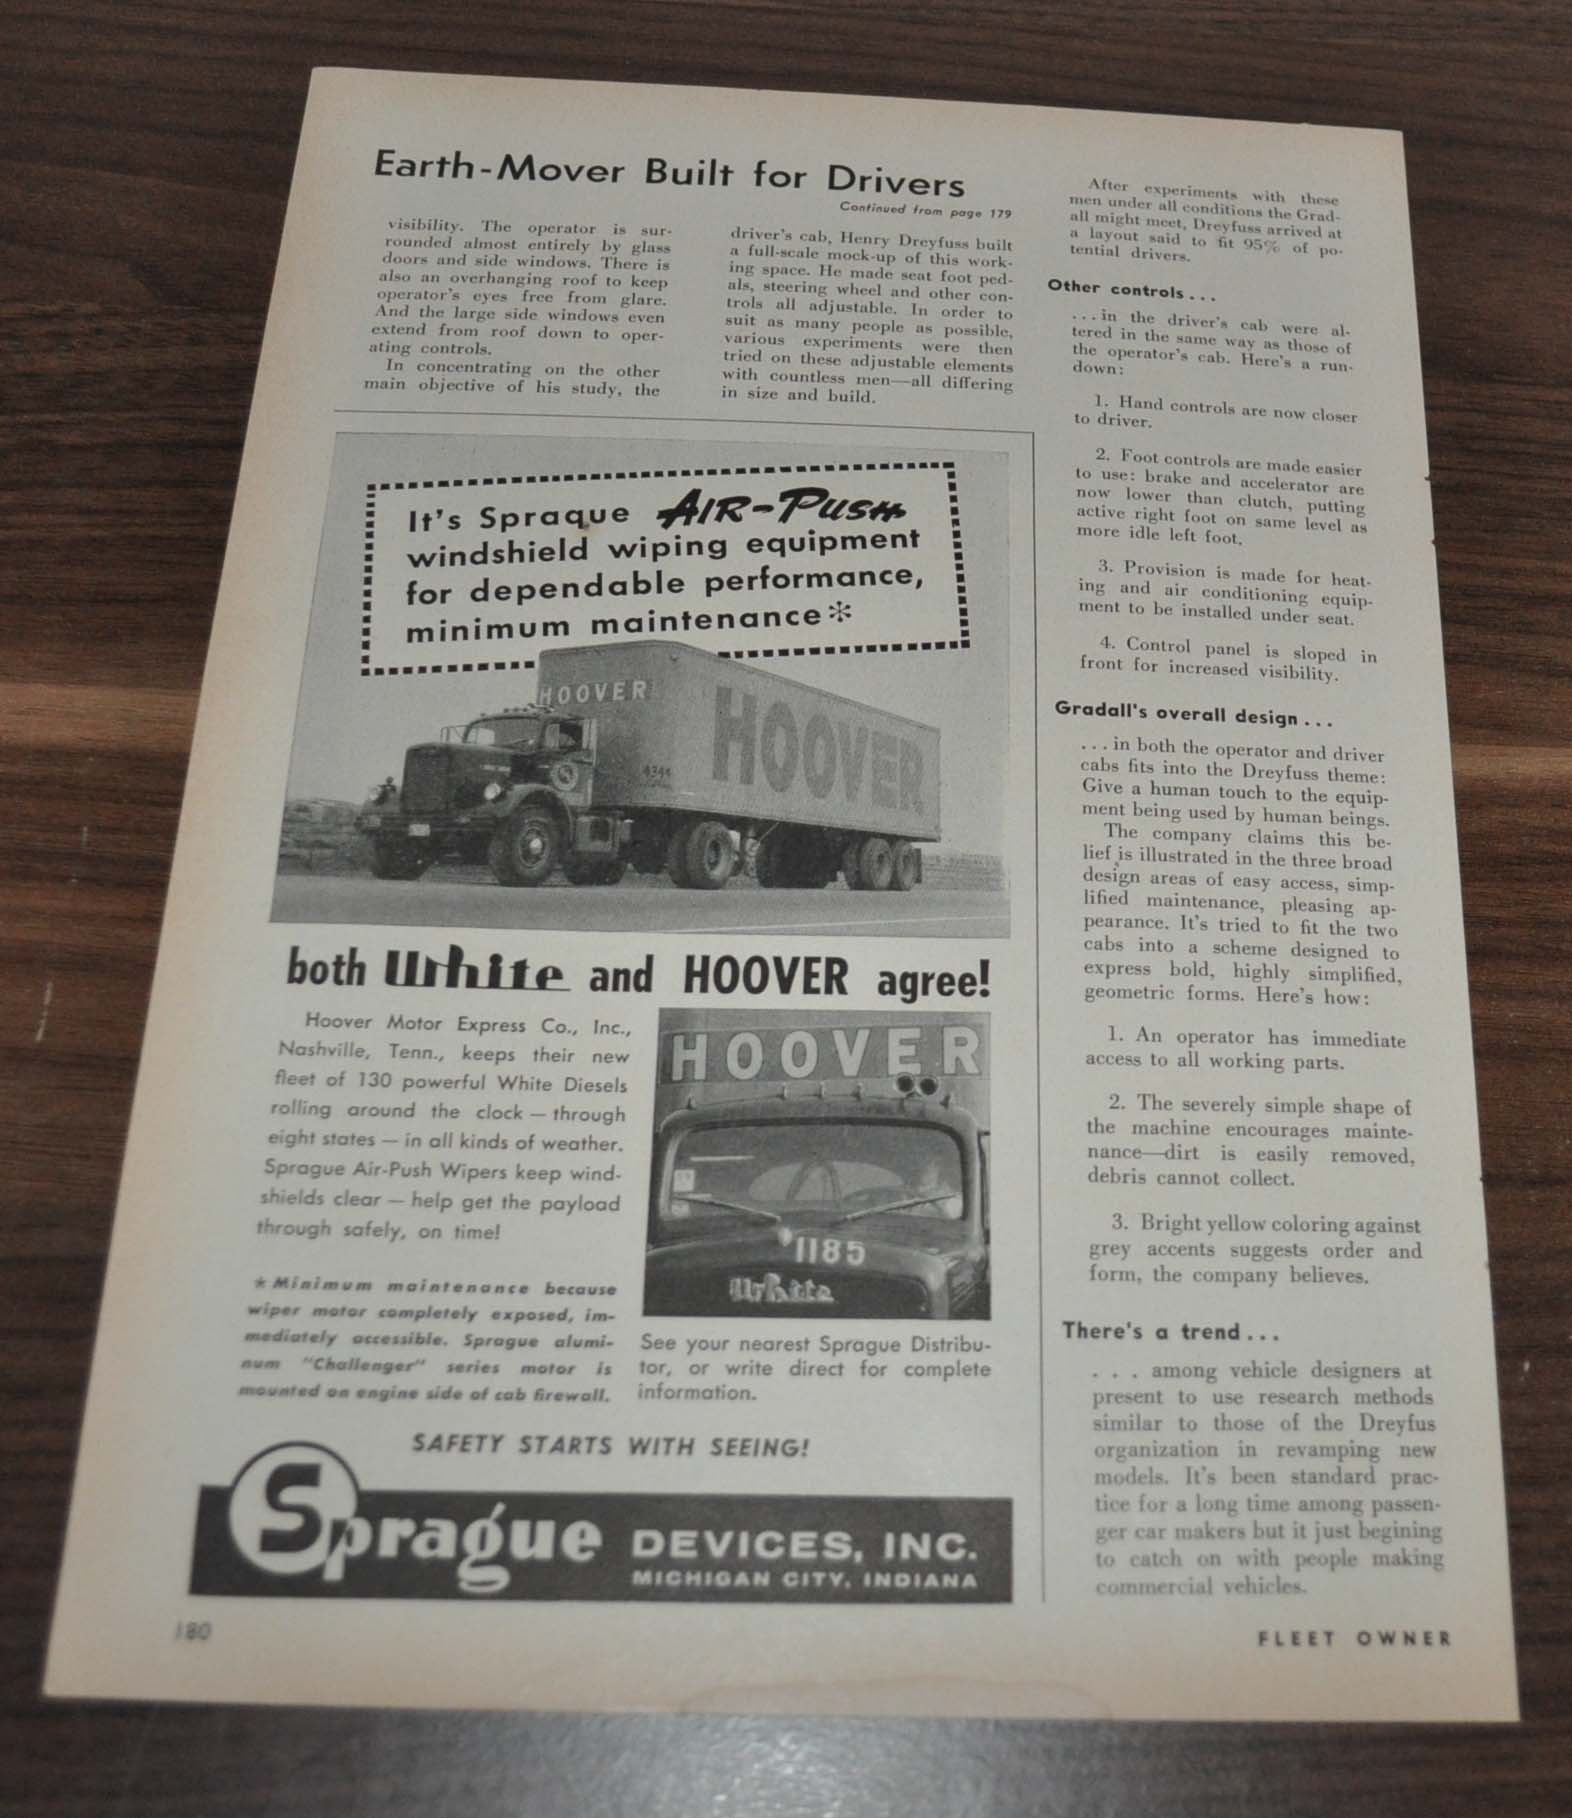 Earth-Mover Built for Drivers
Continued from page 179
visibility. The operator is sur-
rounded almost entirely by glass
doors and side windows. There is
also an overhanging roof to keep
operator's eyes free from glare.
And the large side windows even
extend from roof down to oper-
ating controls.
In concentrating on the other
main objective of his study, the
driver's cab, Henry Dreyfuss built
a full-scale mock-up of this work-
ing space. He made seat foot ped-
als, steering wheel and other con-
trols all adjustable. In order to
suit as many people as possible,
various experiments were then
tried on these adjustable elements
with countless men—all differing
in size and build.
After experiments with these
men under all conditions the Grad-
all might meet, Dreyfuss arrived at
a layout said to fit 95% of po-
tential drivers.
Other controls...
...in the driver's cab were al-
tered in the same way as those of
the operator's cab. Here's a run-
down:
1. Hand controls are now closer
to driver.
2. Foot controls are made easier
to use: brake and accelerator are
now lower than clutch, putting
active right foot on same level as
more idle left foot.
3. Provision is made for heat-
ing and air conditioning equip-
ment to be installed under seat.
4. Control panel is sloped in
front for increased visibility.
Gradall's overall design...
...in both the operator and driver
cabs fits into the Dreyfuss theme:
Give a human touch to the equip-
ment being used by human beings.
The company claims this be-
lief is illustrated in the three broad
design areas of easy access, simp-
lified maintenance, pleasing ap-
pearance. It's tried to fit the two
cabs into a scheme designed to
express bold, highly simplified,
geometric forms. Here's how:
1. An operator has immediate
access to all working parts.
2. The severely simple shape of
the machine encourages mainte-
nance—dirt is easily removed,
debris cannot collect.
3. Bright yellow coloring against
grey accents suggests order and
form, the company believes.
There's a trend...
. . . among vehicle designers at
present to use research methods
similar to those of the Dreyfus
organization in revamping new
models. It's been standard prac-
tice for a long time among passen-
ger car makers but it just begining
to catch on with people making
commercial vehicles.
It's Sprague AIR-PUSH
windshield wiping equipment
for dependable performance,
minimum maintenance*
HOOVER
HOOVER
4344
both White and HOOVER agree!
Hoover Motor Express Co., Inc.,
Nashville, Tenn., keeps their new
fleet of 130 powerful White Diesels
rolling around the clock — through
eight states — in all kinds of weather.
Sprague Air-Push Wipers keep wind-
shields clear — help get the payload
through safely, on time!
* Minimum maintenance because
wiper motor completely exposed, im-
mediately accessible. Sprague alumi-
num "Challenger" series motor is
mounted on engine side of cab firewall.
HOOVER
1185
White
See your nearest Sprague Distribu-
tor, or write direct for complete
information.
SAFETY STARTS WITH SEEING!
Sprague DEVICES, INC.
MICHIGAN CITY, INDIANA
180
FLEET OWNER